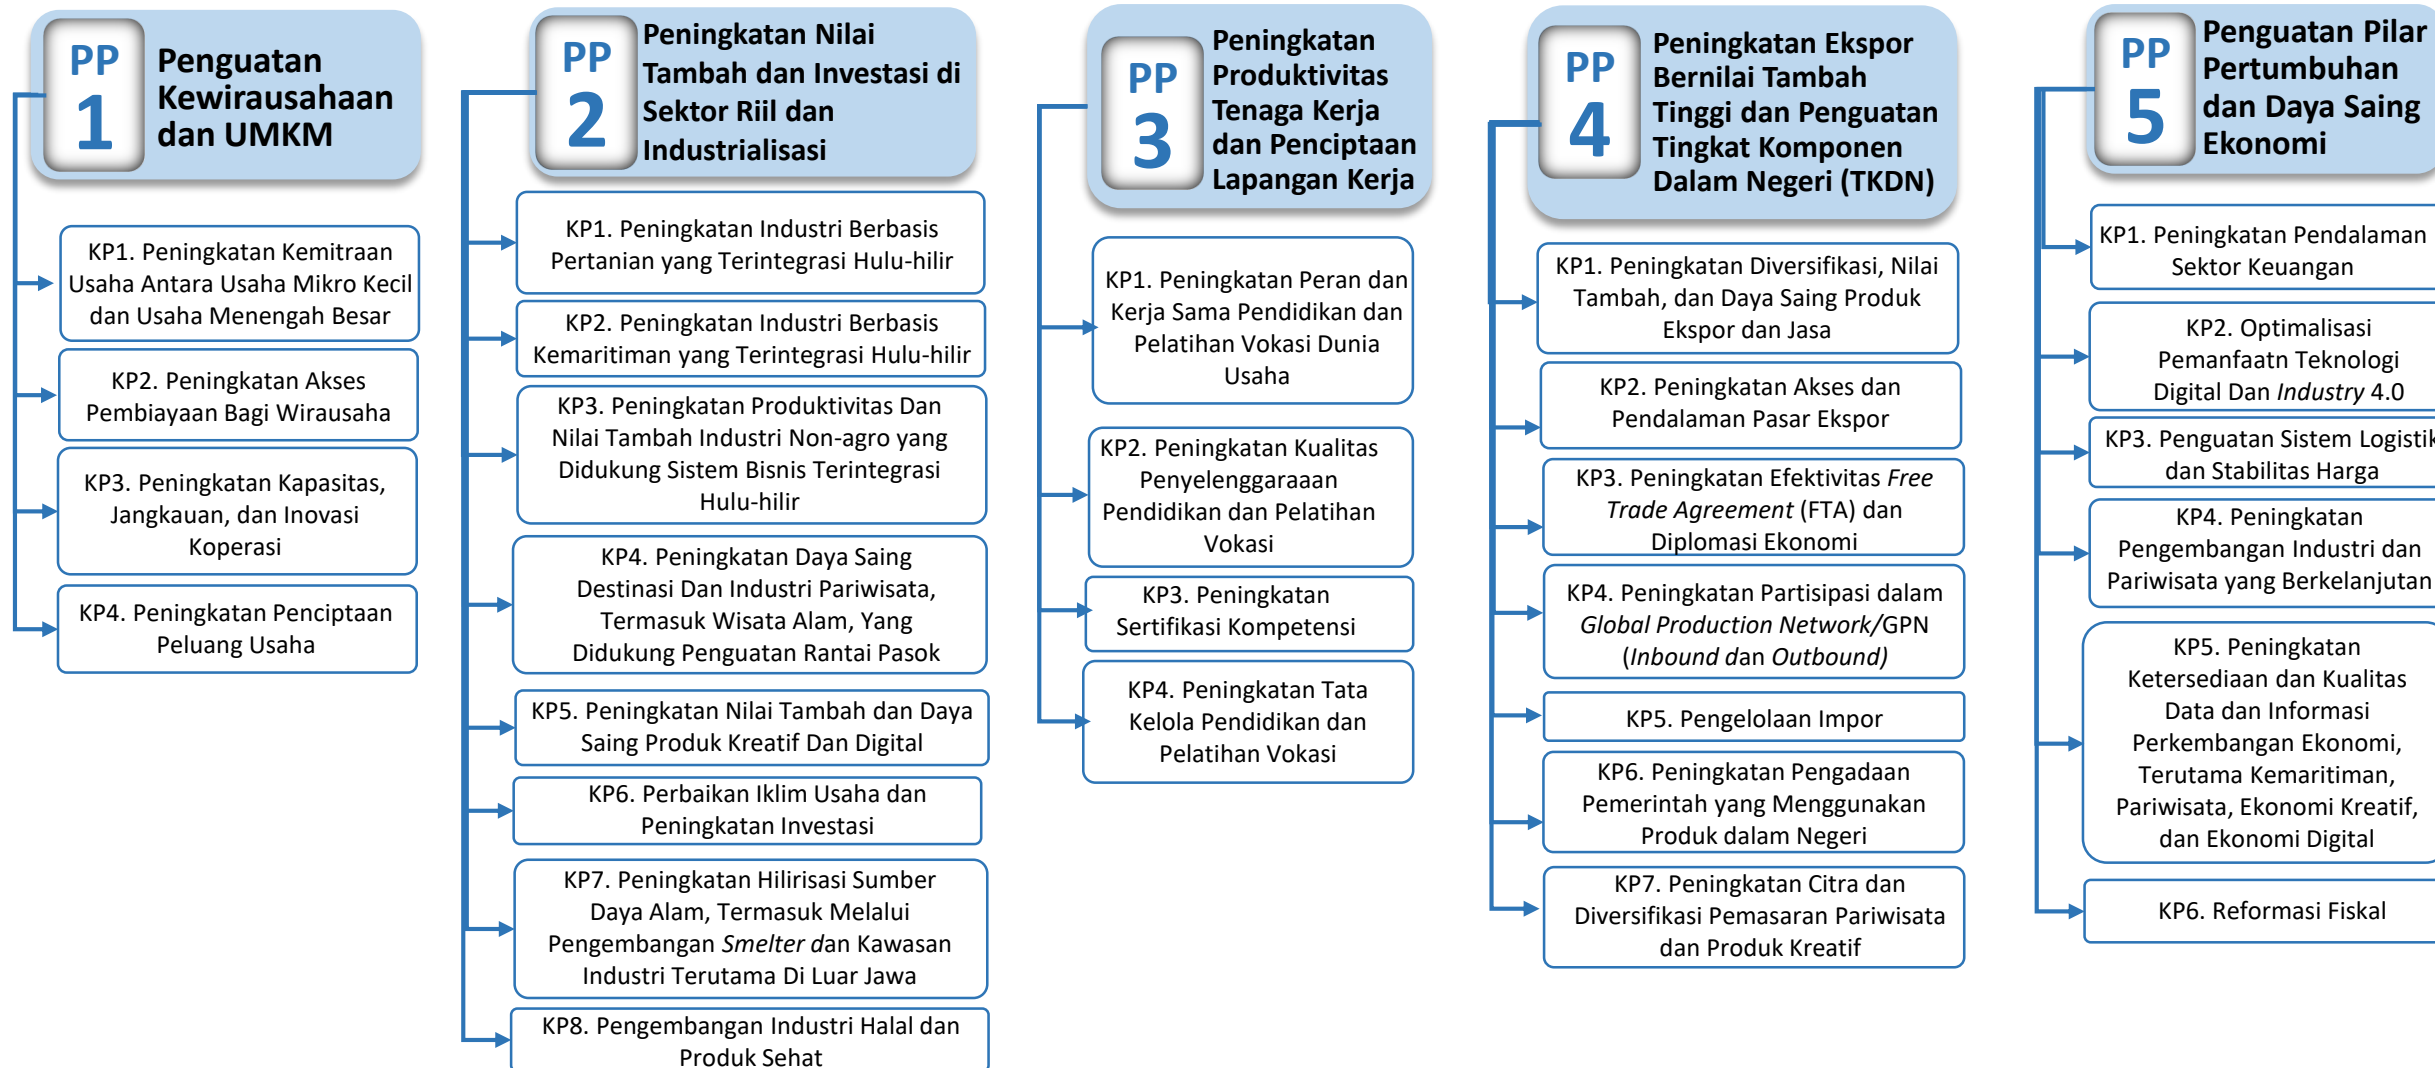 PP
1
Penguatan
Kewirausahaan
dan UMKM
KP1. Peningkatan Kemitraan
Usaha Antara Usaha Mikro Kecil
dan Usaha Menengah Besar
KP2. Peningkatan Akses
Pembiayaan Bagi Wirausaha
KP3. Peningkatan Kapasitas,
Jangkauan, dan Inovasi
Koperasi
KP4. Peningkatan Penciptaan
Peluang Usaha
PP
2
Peningkatan Nilai
Tambah dan Investasi di
Sektor Riil dan
Industrialisasi
KP1. Peningkatan Industri Berbasis
Pertanian yang Terintegrasi Hulu-hilir
KP2. Peningkatan Industri Berbasis
Kemaritiman yang Terintegrasi Hulu-hilir
KP3. Peningkatan Produktivitas Dan
Nilai Tambah Industri Non-agro yang
Didukung Sistem Bisnis Terintegrasi
Hulu-hilir
KP4. Peningkatan Daya Saing
Destinasi Dan Industri Pariwisata,
Termasuk Wisata Alam, Yang
Didukung Penguatan Rantai Pasok
KP5. Peningkatan Nilai Tambah dan Daya
Saing Produk Kreatif Dan Digital
KP6. Perbaikan Iklim Usaha dan
Peningkatan Investasi
KP7. Peningkatan Hilirisasi Sumber
Daya Alam, Termasuk Melalui
Pengembangan Smelter dan Kawasan
Industri Terutama Di Luar Jawa
KP8. Pengembangan Industri Halal dan
Produk Sehat
PP
3
Peningkatan
Produktivitas
Tenaga Kerja
dan Penciptaan
Lapangan Kerja
KP1. Peningkatan Peran dan
Kerja Sama Pendidikan dan
Pelatihan Vokasi Dunia
Usaha
KP2. Peningkatan Kualitas
Penyelenggaraaan
Pendidikan dan Pelatihan
Vokasi
KP3. Peningkatan
Sertifikasi Kompetensi
KP4. Peningkatan Tata
Kelola Pendidikan dan
Pelatihan Vokasi
PP
4
Peningkatan Ekspor
Bernilai Tambah
Tinggi dan Penguatan
Tingkat Komponen
Dalam Negeri (TKDN)
KP1. Peningkatan Diversifikasi, Nilai
Tambah, dan Daya Saing Produk
Ekspor dan Jasa
KP2. Peningkatan Akses dan
Pendalaman Pasar Ekspor
KP3. Peningkatan Efektivitas Free
Trade Agreement (FTA) dan
Diplomasi Ekonomi
KP4. Peningkatan Partisipasi dalam
Global Production Network/GPN
(Inbound dan Outbound)
KP5. Pengelolaan Impor
KP6. Peningkatan Pengadaan
Pemerintah yang Menggunakan
Produk dalam Negeri
KP7. Peningkatan Citra dan
Diversifikasi Pemasaran Pariwisata
dan Produk Kreatif
PP
5
Penguatan Pilar
Pertumbuhan
dan Daya Saing
Ekonomi
KP1. Peningkatan Pendalaman
Sektor Keuangan
KP2. Optimalisasi
Pemanfaatn Teknologi
Digital Dan Industry 4.0
KP3. Penguatan Sistem Logistik
dan Stabilitas Harga
KP4. Peningkatan
Pengembangan Industri dan
Pariwisata yang Berkelanjutan
KP5. Peningkatan
Ketersediaan dan Kualitas
Data dan Informasi
Perkembangan Ekonomi,
Terutama Kemaritiman,
Pariwisata, Ekonomi Kreatif,
dan Ekonomi Digital
KP6. Reformasi Fiskal